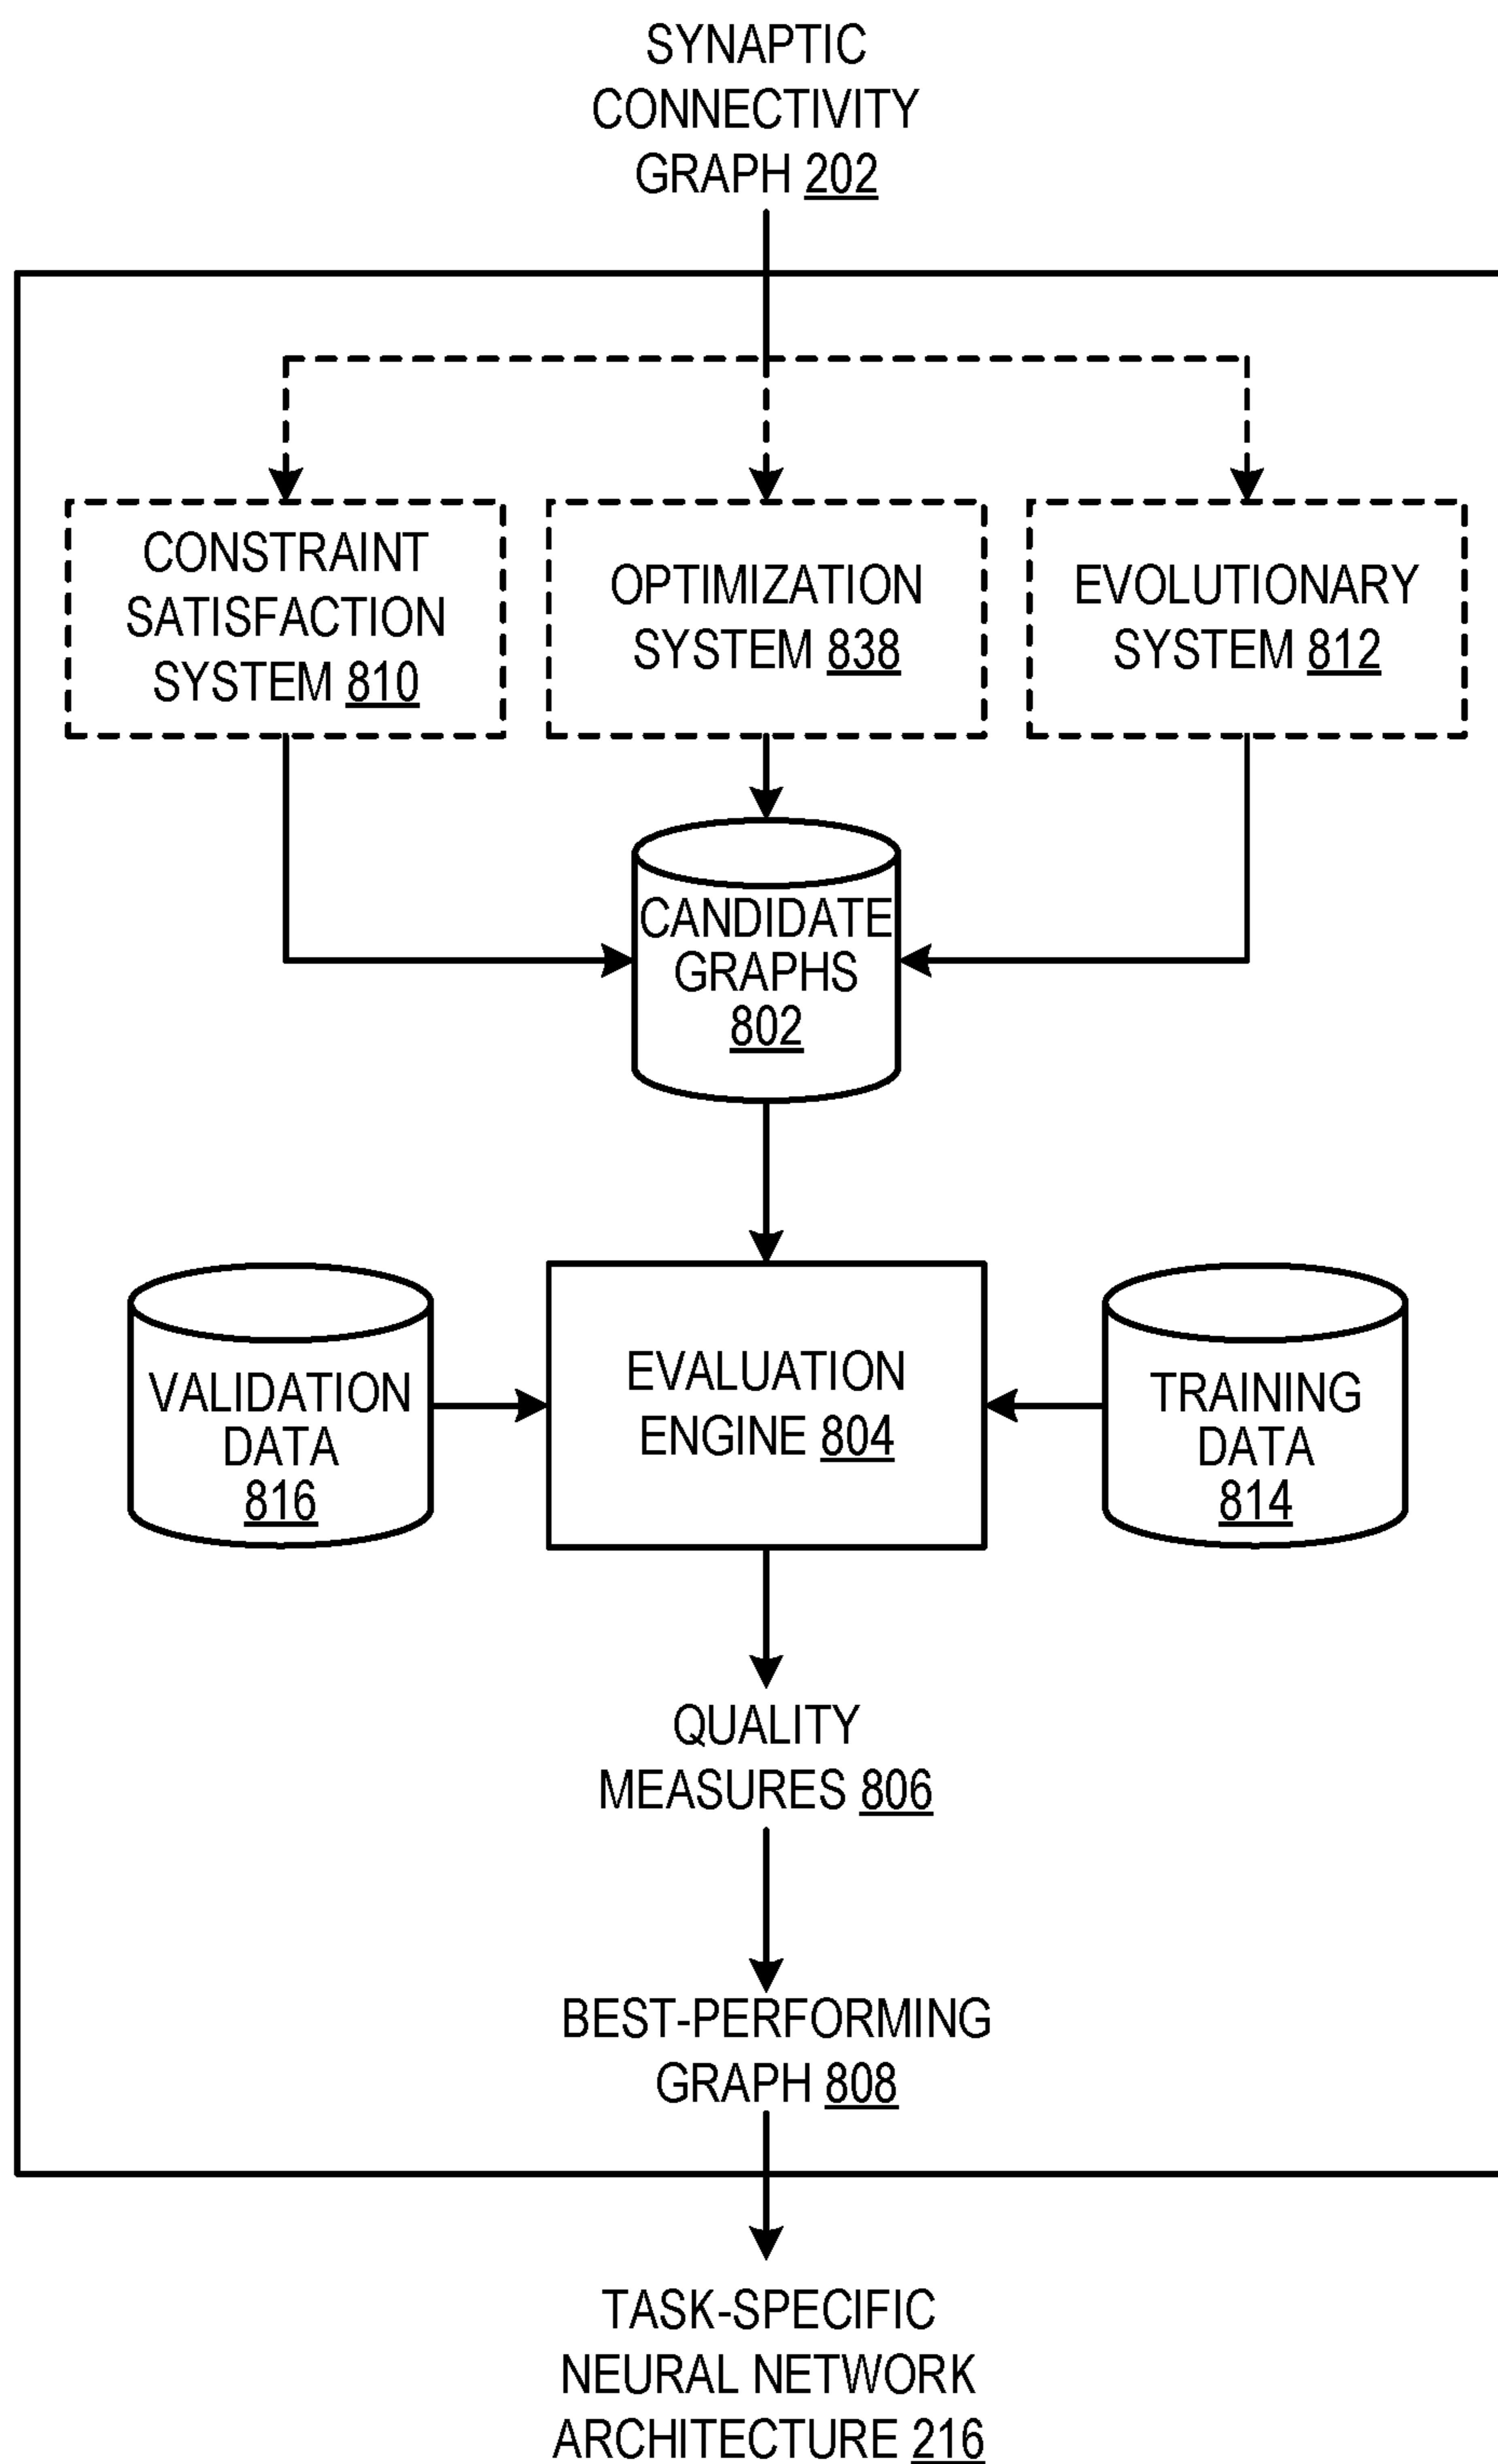 SYNAPTIC
CONNECTIVITY
GRAPH 202
CONSTRAINT
SATISFACTION
SYSTEM 810
OPTIMIZATION
SYSTEM 838
EVOLUTIONARY
SYSTEM 812
CANDIDATE
GRAPHS
802
VALIDATION
DATA
816
EVALUATION
ENGINE 804
TRAINING
DATA
814
QUALITY
MEASURES 806
BEST-PERFORMING
GRAPH 808
TASK-SPECIFIC
NEURAL NETWORK
ARCHITECTURE 216